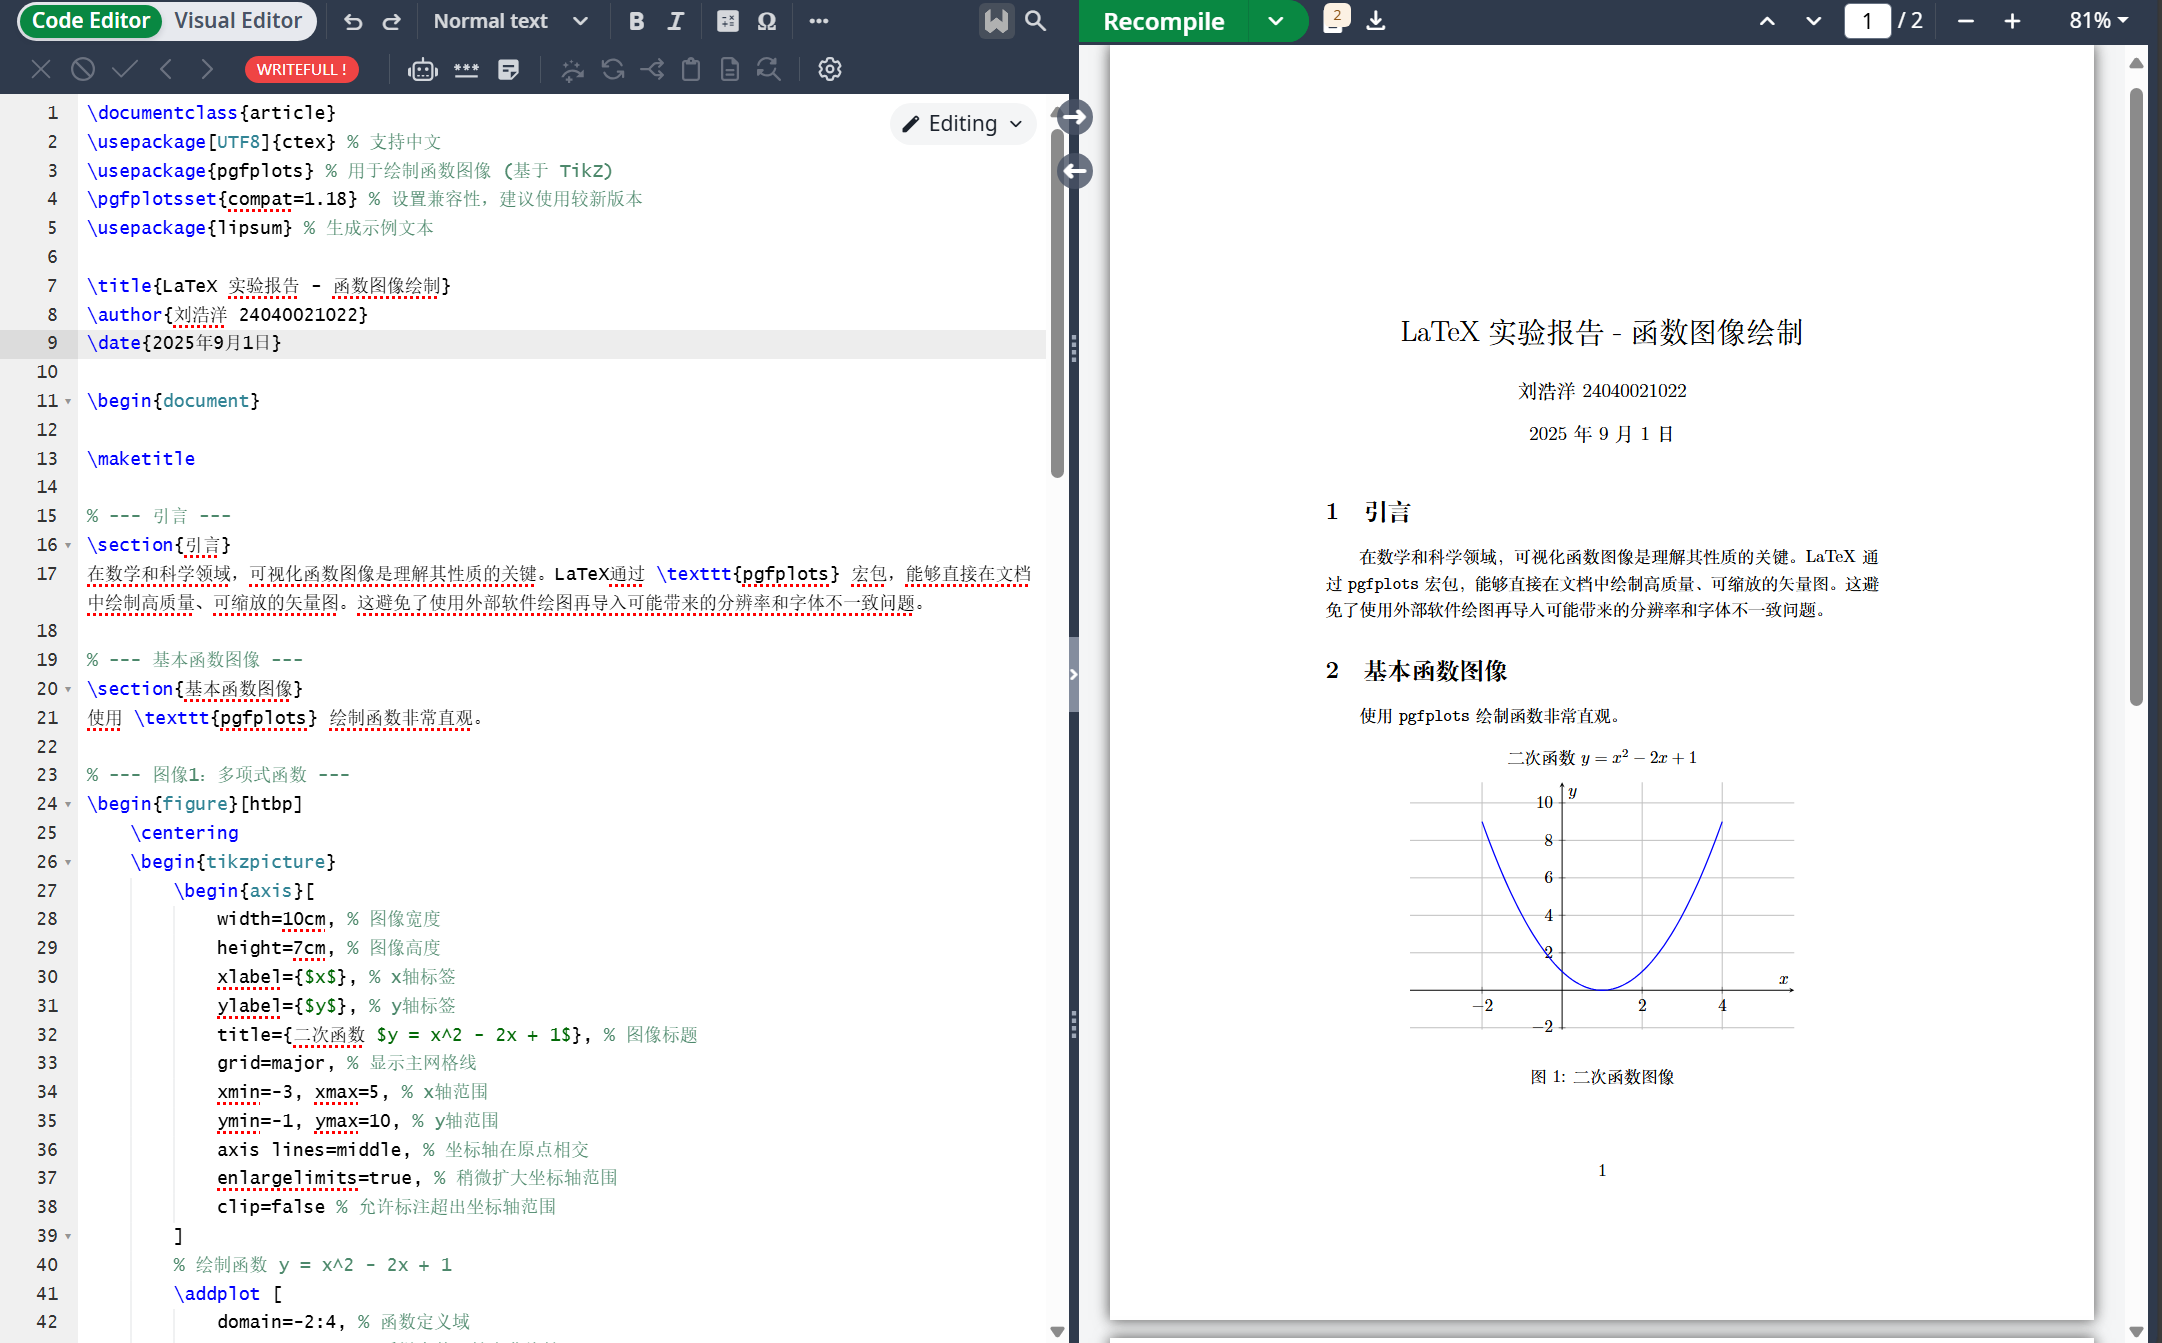 Code Editor Visual Editor Normal text B I Ω
WRITEFULL !
Editing
1 \documentclass{article}
2 \usepackage[UTF8]{ctex} % 支持中文
3 \usepackage{pgfplots} % 用于绘制函数图像 (基于 TikZ)
4 \pgfplotsset{compat=1.18} % 设置兼容性，建议使用较新版本
5 \usepackage{lipsum} % 生成示例文本
6
7 \title{LaTeX 实验报告 - 函数图像绘制}
8 \author{刘浩洋 24040021022}
9 \date{2025年9月1日}
10
11 \begin{document}
12
13 \maketitle
14
15 % --- 引言 ---
16 \section{引言}
17 在数学和科学领域，可视化函数图像是理解其性质的关键。LaTeX通过 \texttt{pgfplots} 宏包，能够直接在文档
中绘制高质量、可缩放的矢量图。这避免了使用外部软件绘图再导入可能带来的分辨率和字体不一致问题。
18
19 % --- 基本函数图像 ---
20 \section{基本函数图像}
21 使用 \texttt{pgfplots} 绘制函数非常直观。
22
23 % --- 图像1：多项式函数 ---
24 \begin{figure}[htbp]
25 \centering
26 \begin{tikzpicture}
27 \begin{axis}[
28 width=10cm, % 图像宽度
29 height=7cm, % 图像高度
30 xlabel={$x$}, % x轴标签
31 ylabel={$y$}, % y轴标签
32 title={二次函数 $y = x^2 - 2x + 1$}, % 图像标题
33 grid=major, % 显示主网格线
34 xmin=-3, xmax=5, % x轴范围
35 ymin=-1, ymax=10, % y轴范围
36 axis lines=middle, % 坐标轴在原点相交
37 enlargelimits=true, % 稍微扩大坐标轴范围
38 clip=false % 允许标注超出坐标轴范围
39 ]
40 % 绘制函数 y = x^2 - 2x + 1
41 \addplot [
42 domain=-2:4, % 函数定义域
Recompile 2 1 / 2 81%
LaTeX 实验报告 - 函数图像绘制
刘浩洋 24040021022
2025 年 9 月 1 日
1 引言
在数学和科学领域，可视化函数图像是理解其性质的关键。LaTeX 通
过 pgfplots 宏包，能够直接在文档中绘制高质量、可缩放的矢量图。这避
免了使用外部软件绘图再导入可能带来的分辨率和字体不一致问题。
2 基本函数图像
使用 pgfplots 绘制函数非常直观。
二次函数 y = x² − 2x + 1
y
10
8
6
4
2
x
−2 2 4
−2
图 1: 二次函数图像
1